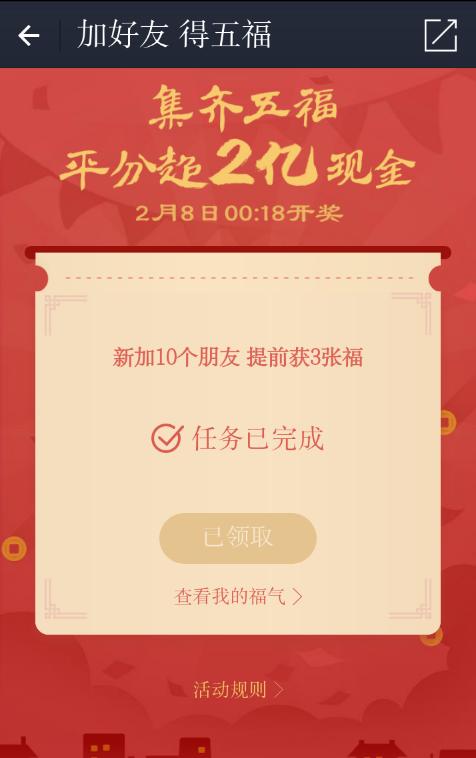 加好友 得五福
集齐五福
平分超2亿现金
2月8日00:18开奖
新加10个朋友 提前获3张福
任务已完成
已领取
查看我的福气
活动规则